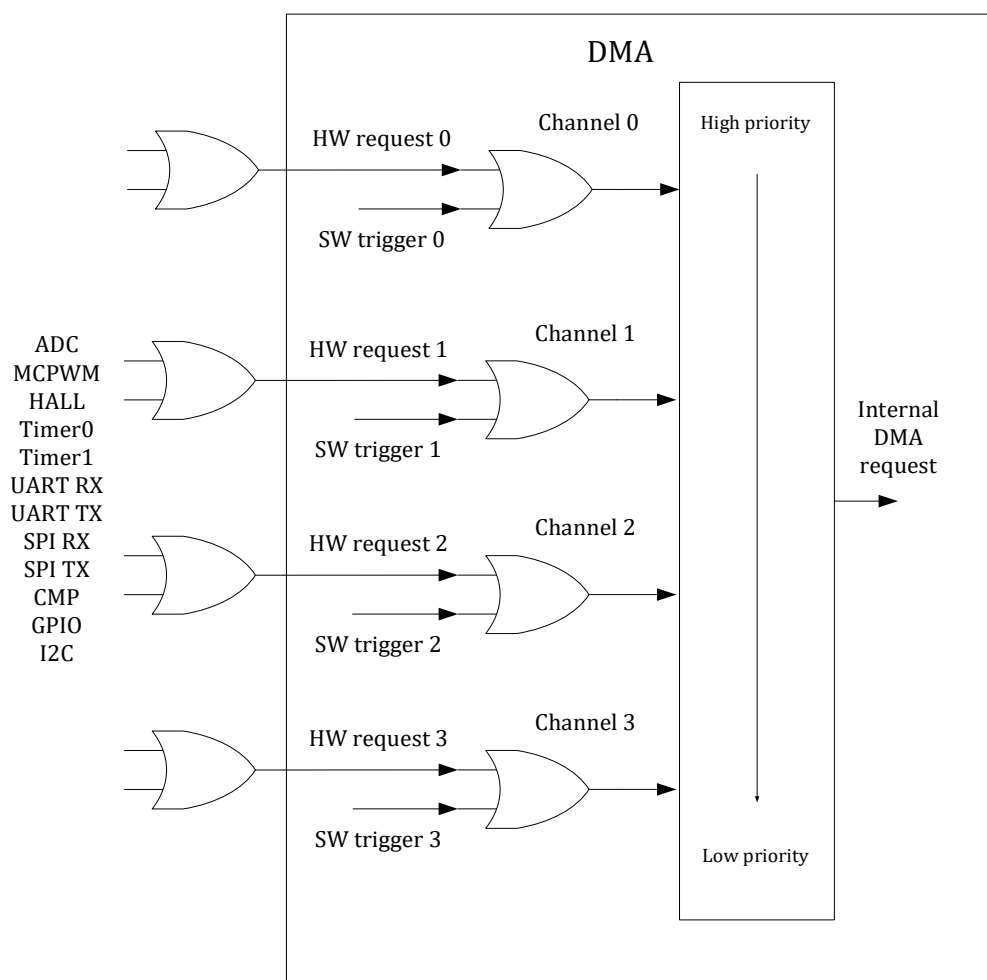 DMA
High priority
HW request 0
Channel 0
SW trigger 0
ADC
MCPWM
HALL
Timer0
Timer1
UART RX
UART TX
SPI RX
SPI TX
CMP
GPIO
I2C
HW request 1
Channel 1
SW trigger 1
HW request 2
Channel 2
SW trigger 2
HW request 3
Channel 3
SW trigger 3
Low priority
Internal
DMA
request